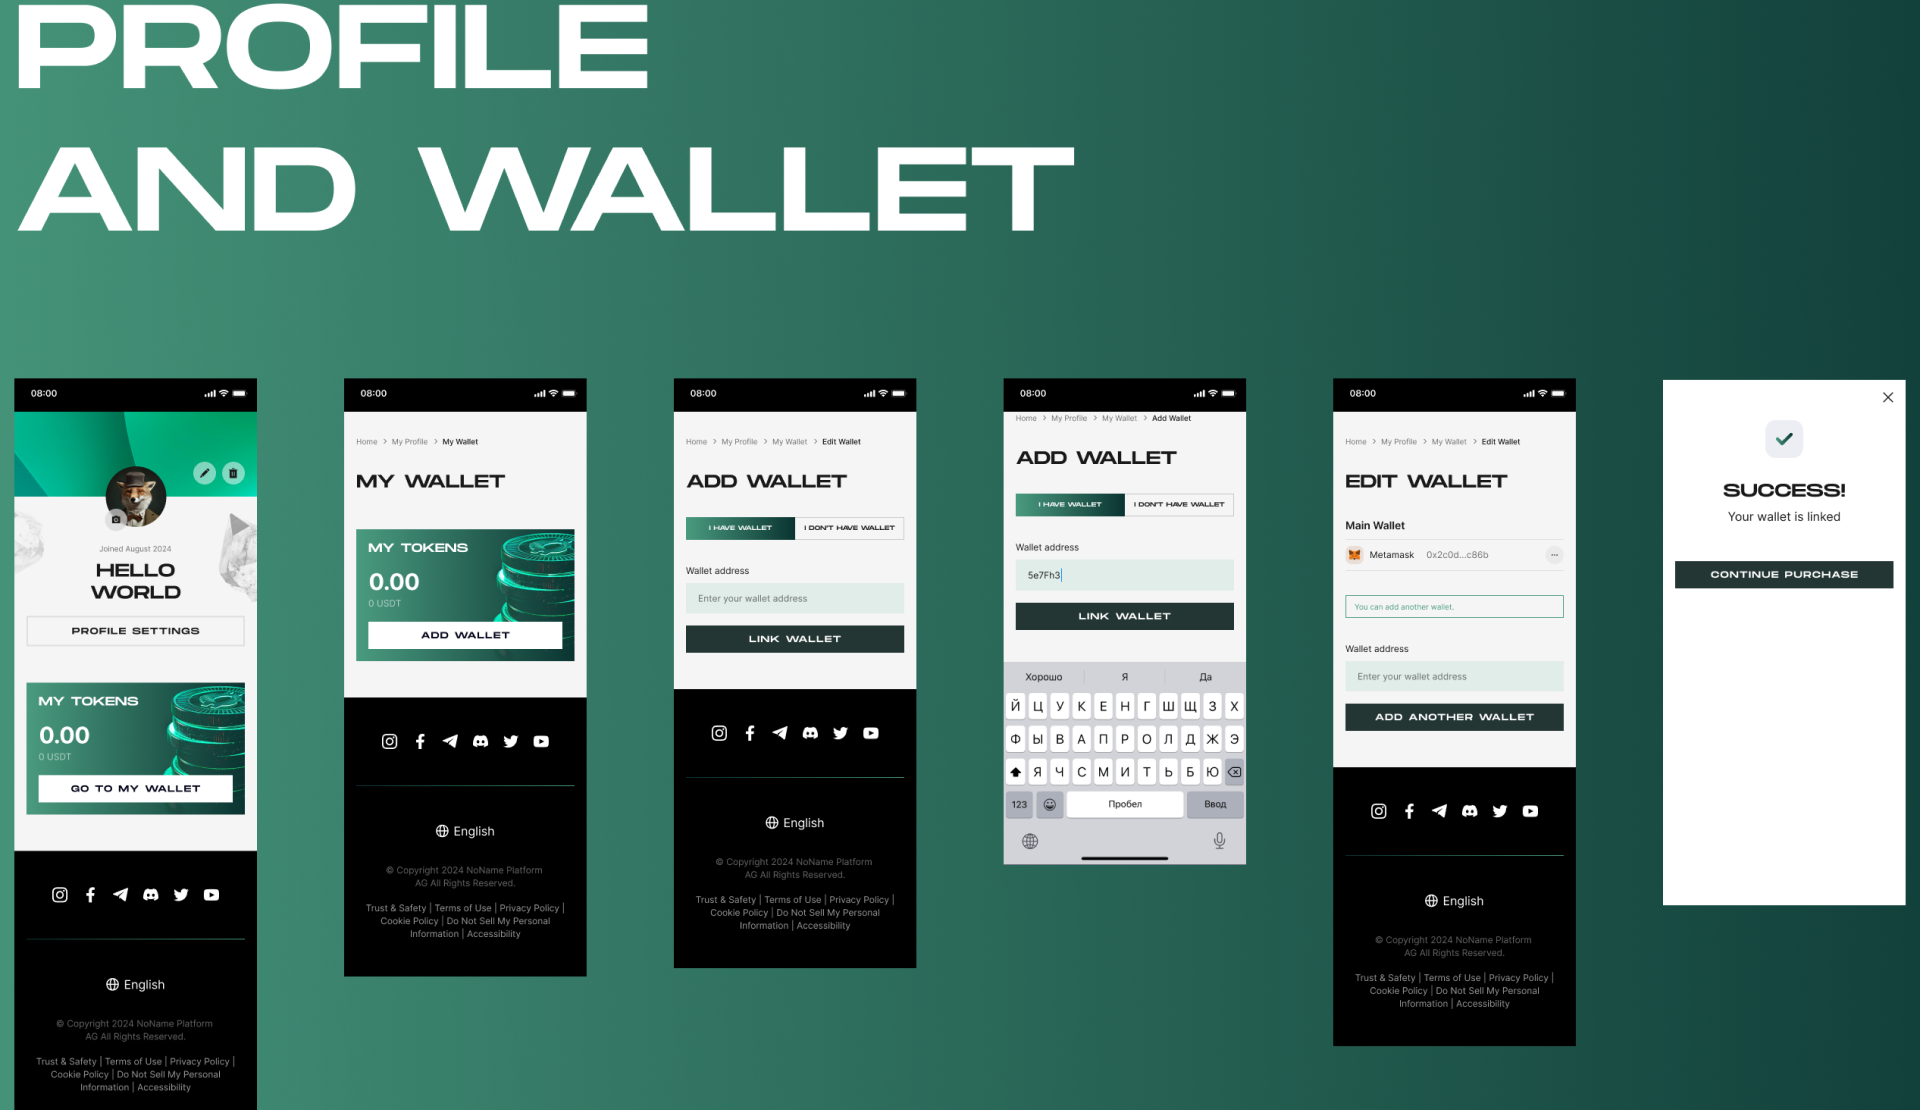 PROFILE
AND WALLET
08:00
Joined August 2024
HELLO
WORLD
PROFILE SETTINGS
MY TOKENS
0.00
0 USDT
GO TO MY WALLET
English
© Copyright 2024 NoName Platform
AG All Rights Reserved.
Trust & Safety | Terms of Use | Privacy Policy |
Cookie Policy | Do Not Sell My Personal
Information | Accessibility
08:00
Home > My Profile > My Wallet
MY WALLET
MY TOKENS
0.00
0 USDT
ADD WALLET
English
© Copyright 2024 NoName Platform
AG All Rights Reserved.
Trust & Safety | Terms of Use | Privacy Policy |
Cookie Policy | Do Not Sell My Personal
Information | Accessibility
08:00
Home > My Profile > My Wallet > Edit Wallet
ADD WALLET
I HAVE WALLET
I DON'T HAVE WALLET
Wallet address
Enter your wallet address
LINK WALLET
English
© Copyright 2024 NoName Platform
AG All Rights Reserved.
Trust & Safety | Terms of Use | Privacy Policy |
Cookie Policy | Do Not Sell My Personal
Information | Accessibility
08:00
Home > My Profile > My Wallet > Add Wallet
ADD WALLET
I HAVE WALLET
I DON'T HAVE WALLET
Wallet address
5e7Fh3
LINK WALLET
Хорошо Я Да
Й Ц У К Е Н Г Ш Щ З Х
Ф Ы В А П Р О Л Д Ж Э
Я Ч С М И Т Ь Б Ю
123 Пробел Ввод
08:00
Home > My Profile > My Wallet > Edit Wallet
EDIT WALLET
Main Wallet
Metamask 0x2c0d...c86b
You can add another wallet.
Wallet address
Enter your wallet address
ADD ANOTHER WALLET
English
© Copyright 2024 NoName Platform
AG All Rights Reserved.
Trust & Safety | Terms of Use | Privacy Policy |
Cookie Policy | Do Not Sell My Personal
Information | Accessibility
SUCCESS!
Your wallet is linked
CONTINUE PURCHASE